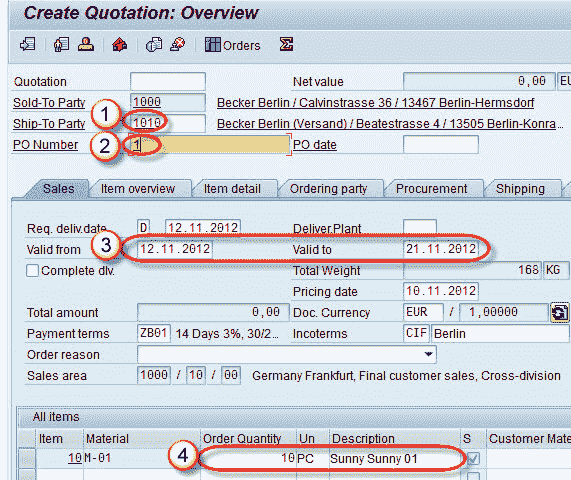 Create Quotation: Overview
Orders
Quotation Net value 0,00 EU
Sold-To Party 1000 Becker Berlin / Calvinstrasse 36 / 13467 Berlin-Hermsdorf
1 Ship-To Party 1010 Becker Berlin (Versand) / Beatestrasse 4 / 13505 Berlin-Konra...
2 PO Number 1 PO date
Sales Item overview Item detail Ordering party Procurement Shipping
Req. deliv.date D 12.11.2012 Deliver.Plant
3 Valid from 12.11.2012 Valid to 21.11.2012
Complete dlv. Total Weight 168 KG
Pricing date 10.11.2012
Total amount 0,00 Doc. Currency EUR / 1,00000
Payment terms ZB01 14 Days 3%, 30/2... Incoterms CIF Berlin
Order reason
Sales area 1000 / 10 / 00 Germany Frankfurt, Final customer sales, Cross-division
All items
Item Material Order Quantity Un Description S Customer Mate
10 M-01 4 10 PC Sunny Sunny 01